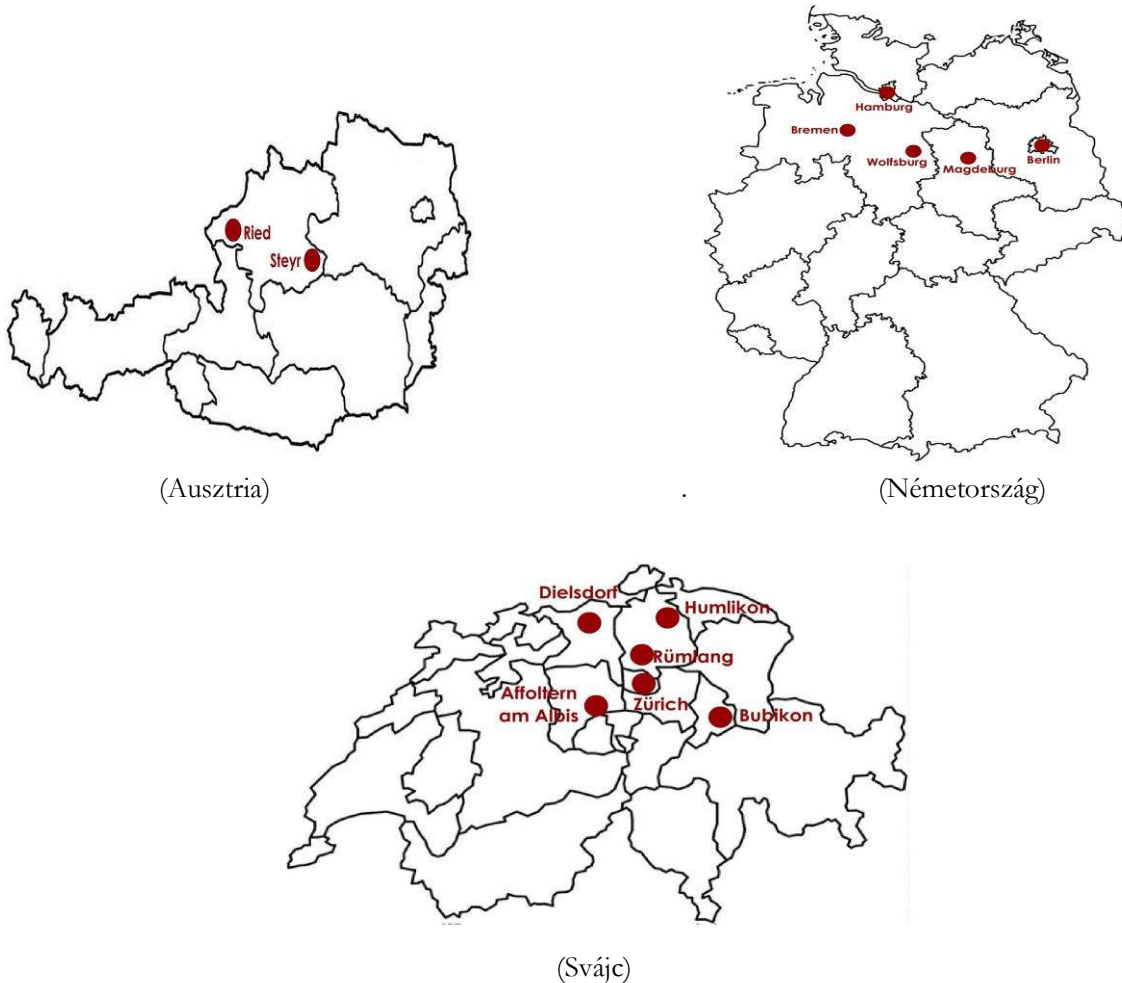 Ried
Steyr
(Ausztria)
Hamburg
Bremen
Wolfsburg
Magdeburg
Berlin
.
(Németország)
Dielsdorf
Humlikon
Rümlang
Affoltern
am Albis
Zürich
Bubikon
(Svájc)